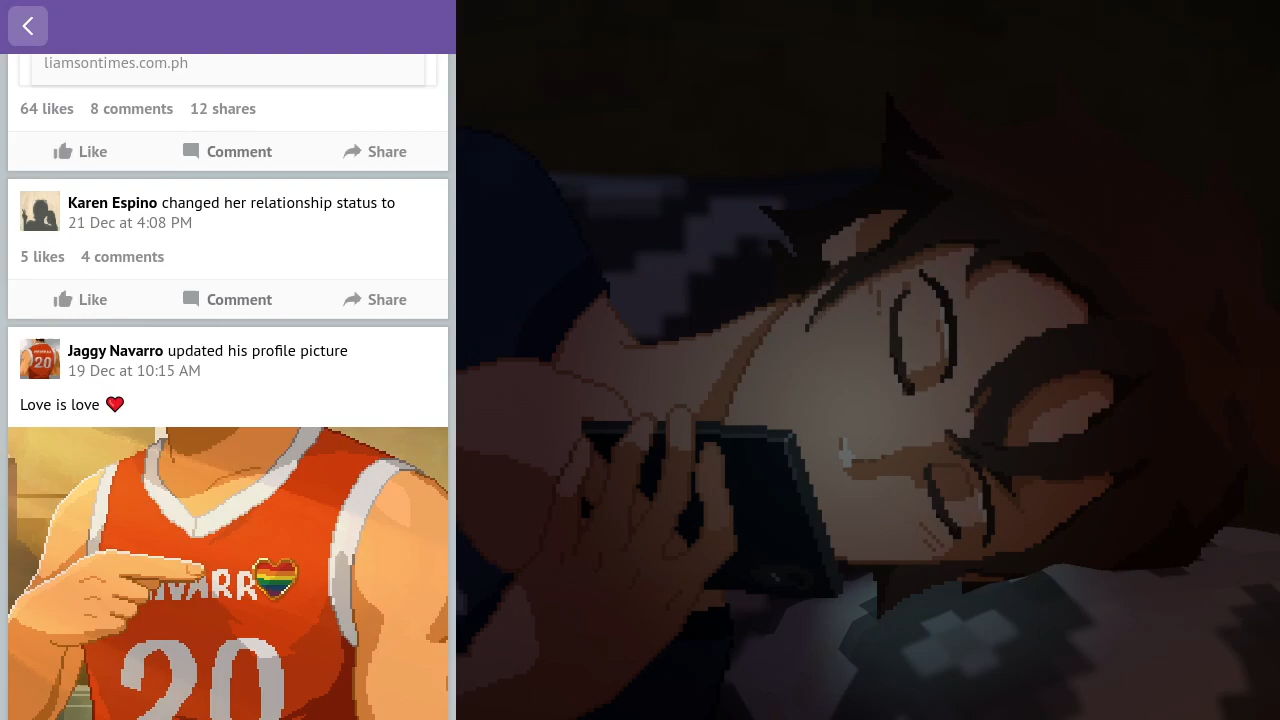 liamsontimes.com.ph
64 likes 8 comments 12 shares
Like Comment Share
Karen Espino changed her relationship status to
21 Dec at 4:08 PM
5 likes 4 comments
Like Comment Share
Jaggy Navarro updated his profile picture
19 Dec at 10:15 AM
Love is love ❤
20